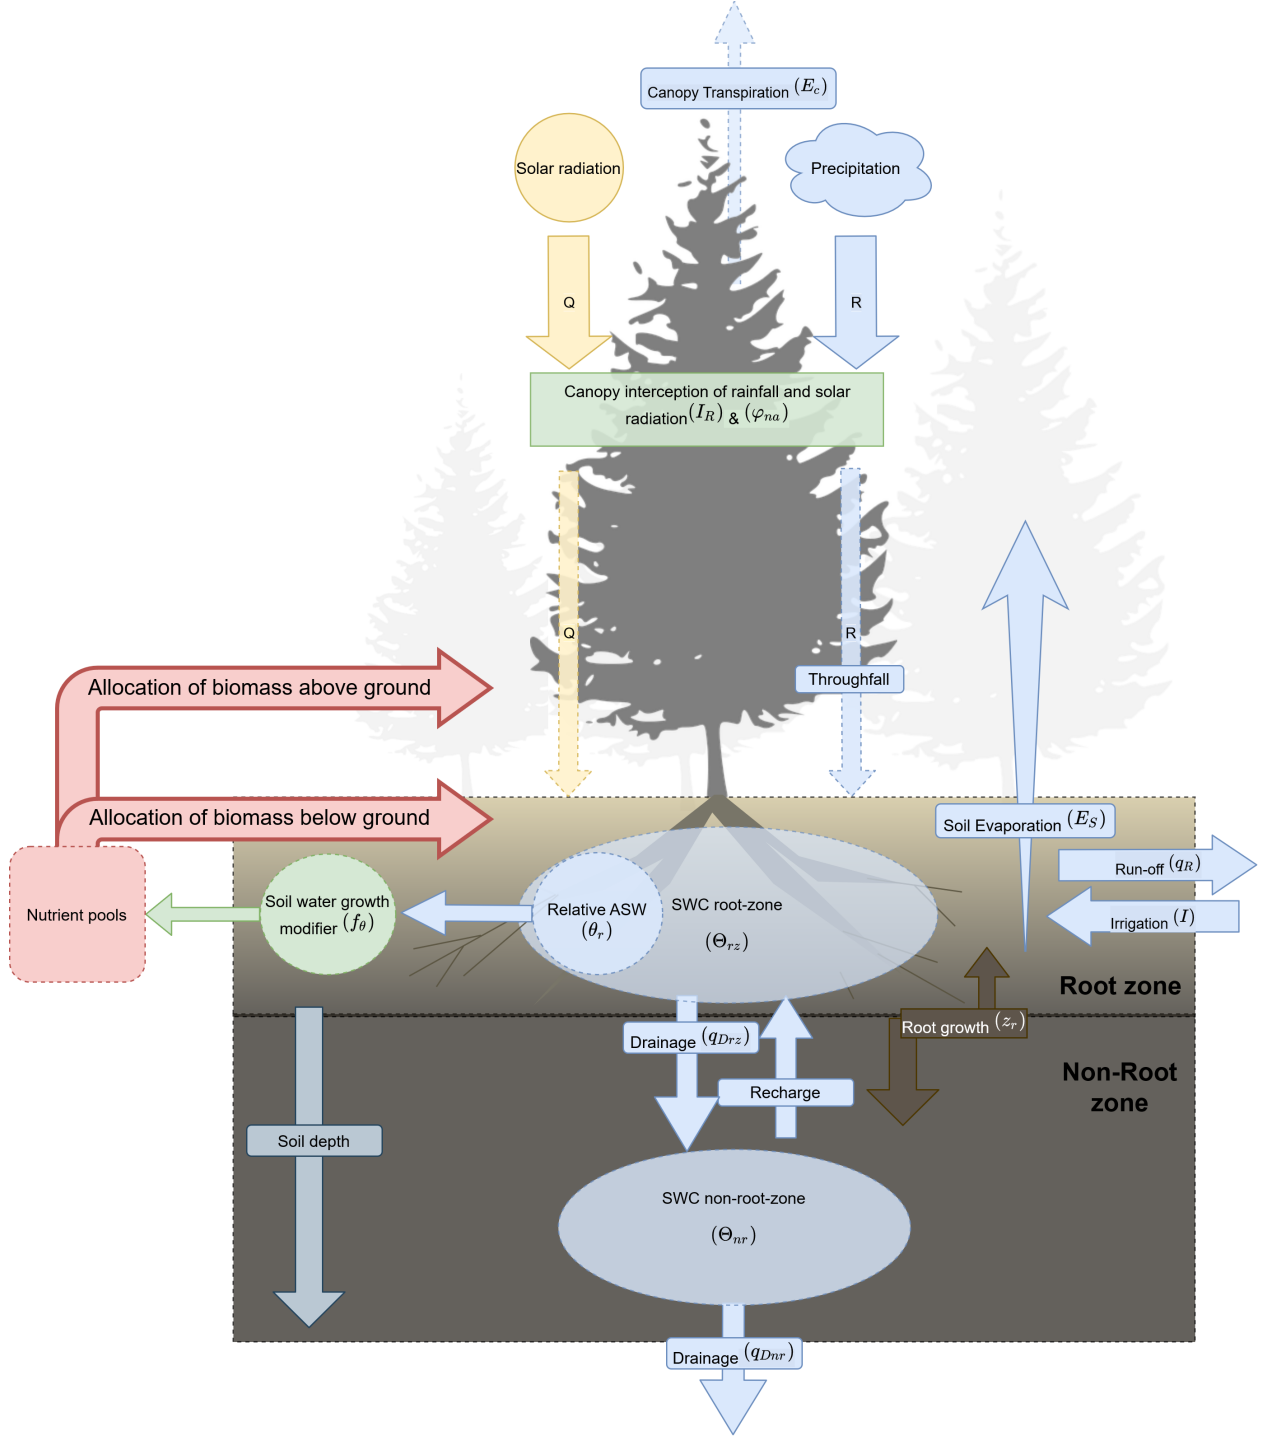 Canopy Transpiration (E_c)
Solar radiation
Precipitation
Q
R
Canopy interception of rainfall and solar
radiation (I_R) & (φ_na)
Q
R
Throughfall
Allocation of biomass above ground
Allocation of biomass below ground
Soil Evaporation (E_S)
Run-off (q_R)
Irrigation (I)
Nutrient pools
Soil water growth
modifier (f_θ)
Relative ASW
(θ_r)
SWC root-zone
(Θ_rz)
Root zone
Root growth (z_r)
Drainage (q_Drz)
Recharge
Non-Root
zone
Soil depth
SWC non-root-zone
(Θ_nr)
Drainage (q_Dnr)